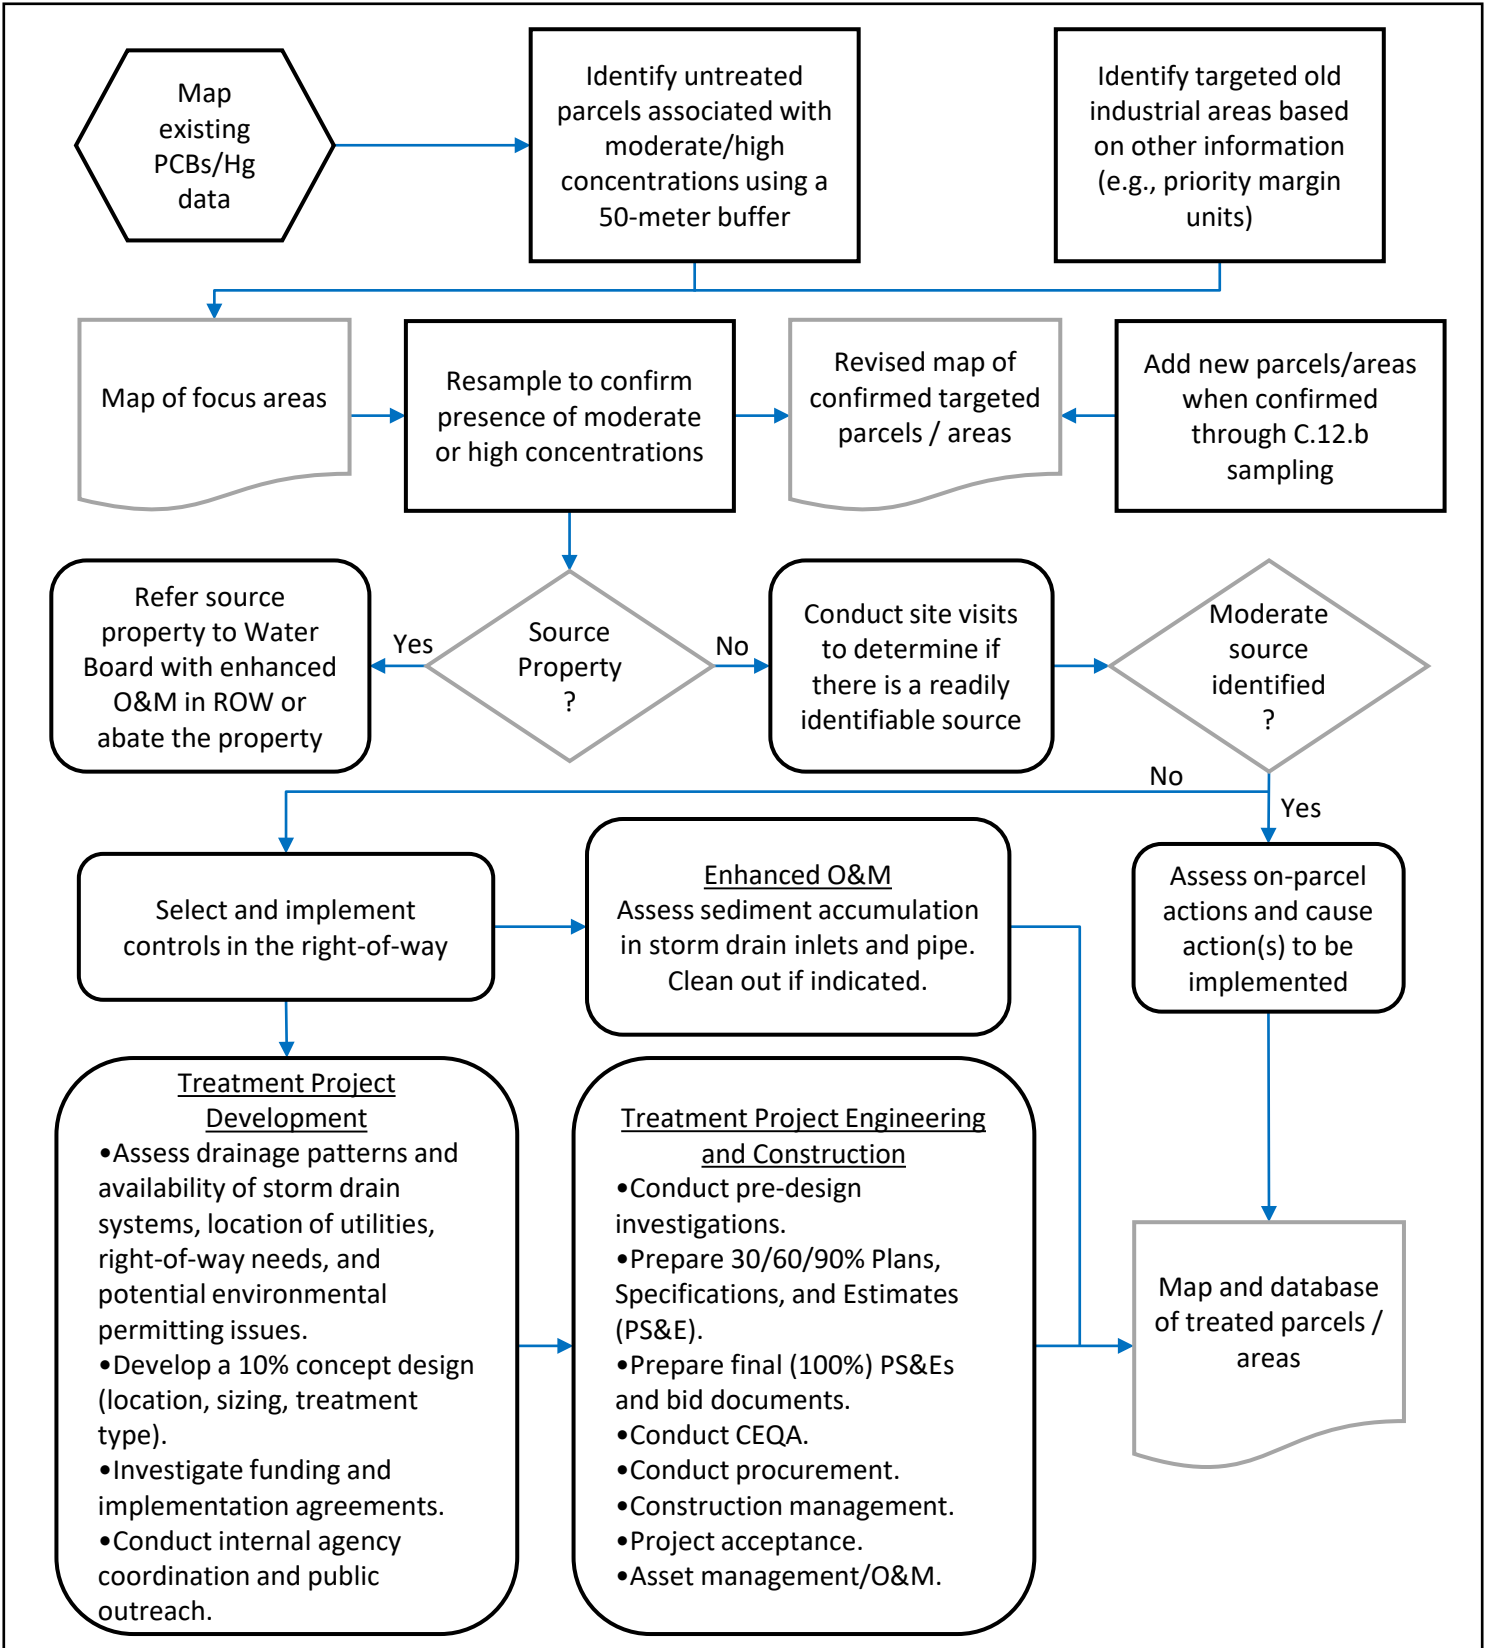 Map
existing
PCBs/Hg
data
Identify untreated
parcels associated with
moderate/high
concentrations using a
50-meter buffer
Identify targeted old
industrial areas based
on other information
(e.g., priority margin
units)
Map of focus areas
Resample to confirm
presence of moderate
or high concentrations
Revised map of
confirmed targeted
parcels / areas
Add new parcels/areas
when confirmed
through C.12.b
sampling
Refer source
property to Water
Board with enhanced
O&M in ROW or
abate the property
Yes
Source
Property
?
No
Conduct site visits
to determine if
there is a readily
identifiable source
Moderate
source
identified
?
No
Yes
Select and implement
controls in the right-of-way
Enhanced O&M
Assess sediment accumulation
in storm drain inlets and pipe.
Clean out if indicated.
Assess on-parcel
actions and cause
action(s) to be
implemented
Treatment Project
Development
•Assess drainage patterns and
availability of storm drain
systems, location of utilities,
right-of-way needs, and
potential environmental
permitting issues.
•Develop a 10% concept design
(location, sizing, treatment
type).
•Investigate funding and
implementation agreements.
•Conduct internal agency
coordination and public
outreach.
Treatment Project Engineering
and Construction
•Conduct pre-design
investigations.
•Prepare 30/60/90% Plans,
Specifications, and Estimates
(PS&E).
•Prepare final (100%) PS&Es
and bid documents.
•Conduct CEQA.
•Conduct procurement.
•Construction management.
•Project acceptance.
•Asset management/O&M.
Map and database
of treated parcels /
areas